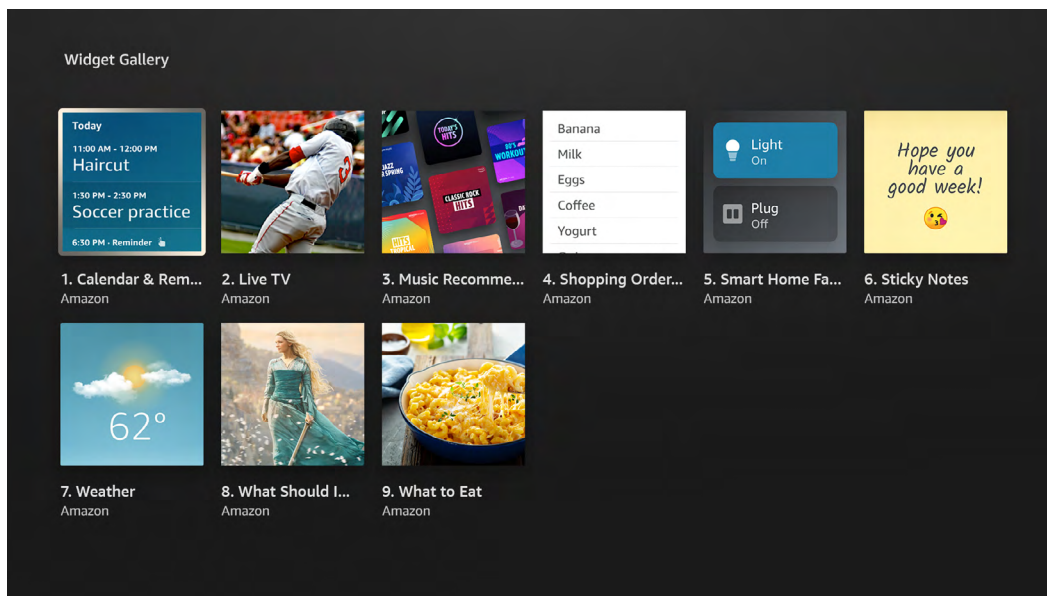 Widget Gallery
Today
11:00 AM - 12:00 PM
Haircut
1:30 PM - 2:30 PM
Soccer practice
6:30 PM · Reminder
3
TODAY'S
HITS
80'S
WORKOUT
JAZZ
CLASSIC ROCK
HITS
HITS
TROPICAL
Banana
Milk
Eggs
Coffee
Yogurt
Light
On
Plug
Off
Hope you
have a
good week!
1. Calendar & Rem...
Amazon
2. Live TV
Amazon
3. Music Recomme...
Amazon
4. Shopping Order...
Amazon
5. Smart Home Fa...
Amazon
6. Sticky Notes
Amazon
62°
7. Weather
Amazon
8. What Should I...
Amazon
9. What to Eat
Amazon